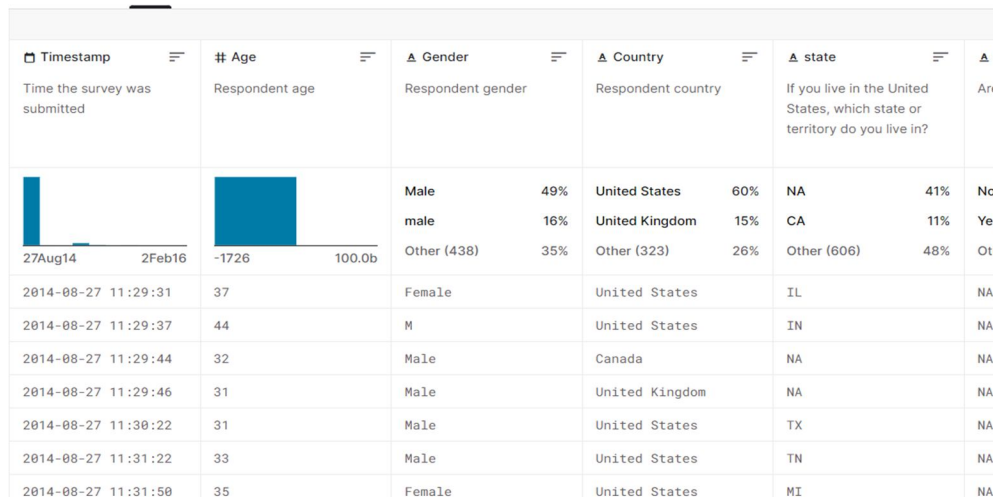 Timestamp Age Gender Country state
Time the survey was submitted Respondent age Respondent gender Respondent country If you live in the United States, which state or territory do you live in?
27Aug14 2Feb16 -1726 100.0b
Male 49% United States 60% NA 41% No
male 16% United Kingdom 15% CA 11% Ye
Other (438) 35% Other (323) 26% Other (606) 48% Ot
2014-08-27 11:29:31 37 Female United States IL NA
2014-08-27 11:29:37 44 M United States IN NA
2014-08-27 11:29:44 32 Male Canada NA NA
2014-08-27 11:29:46 31 Male United Kingdom NA NA
2014-08-27 11:30:22 31 Male United States TX NA
2014-08-27 11:31:22 33 Male United States TN NA
2014-08-27 11:31:50 35 Female United States MI NA